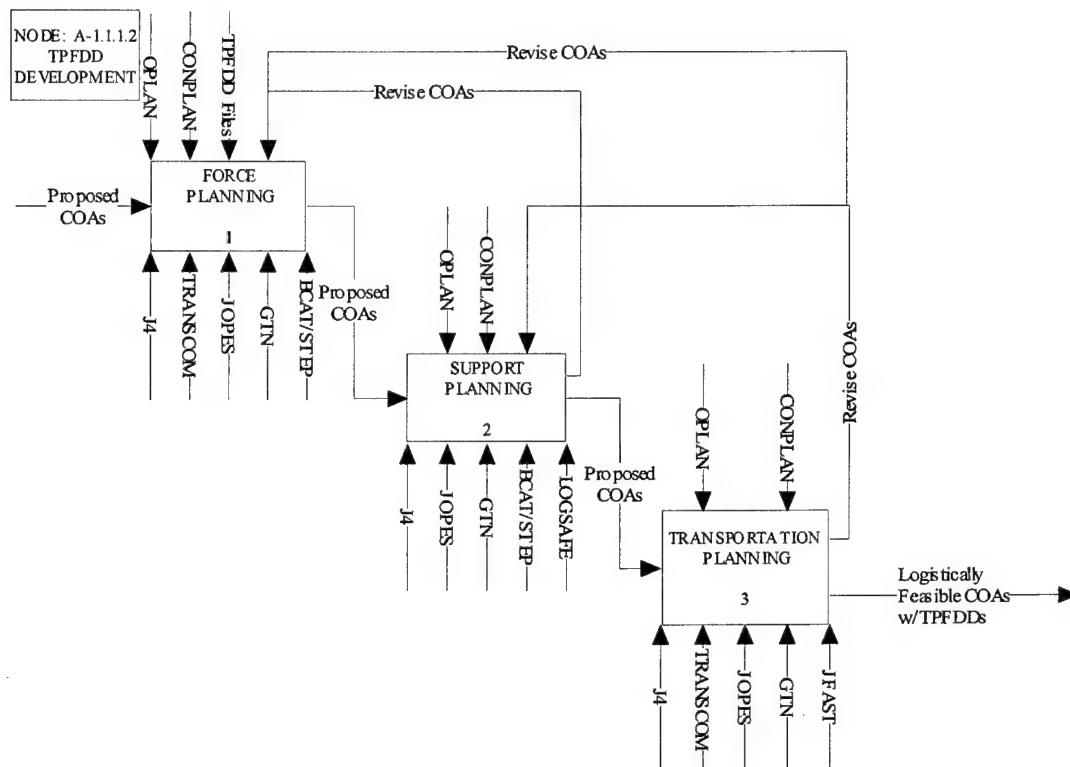 NODE: A-1.1.1.2
TPFDD
DEVELOPMENT
OPLAN
CONPLAN
TPFDD Files
Revise COAs
Revise COAs
Proposed
COAs
FORCE
PLANNING
1
J4
TRANSCOM
JOPES
GTN
BCAT/STEP
Proposed
COAs
OPLAN
CONPLAN
SUPPORT
PLANNING
2
J4
JOPES
GTN
BCAT/STEP
LOGSAFE
Proposed
COAs
Revise COAs
OPLAN
CONPLAN
TRANSPORTATION
PLANNING
3
J4
TRANSCOM
JOPES
GTN
JFAST
Logistically
Feasible COAs
w/TPFDDs